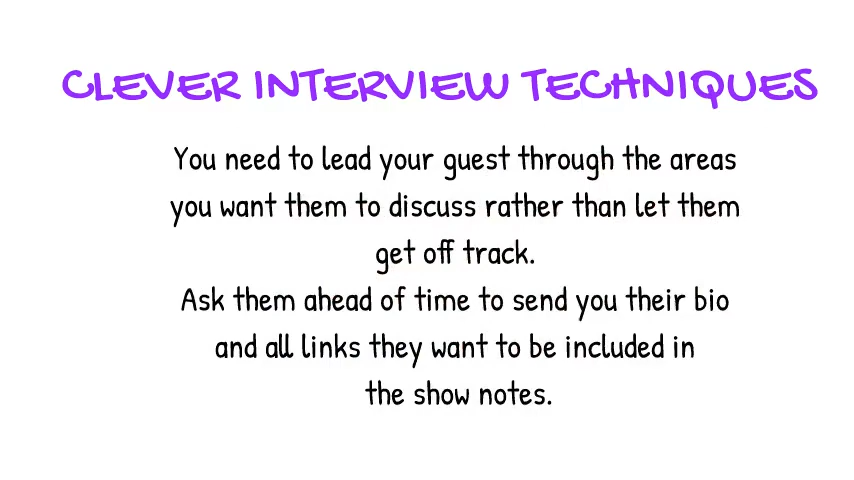 CLEVER INTERVIEW TECHNIQUES
You need to lead your guest through the areas
you want them to discuss rather than let them
get off track.
Ask them ahead of time to send you their bio
and all links they want to be included in
the show notes.